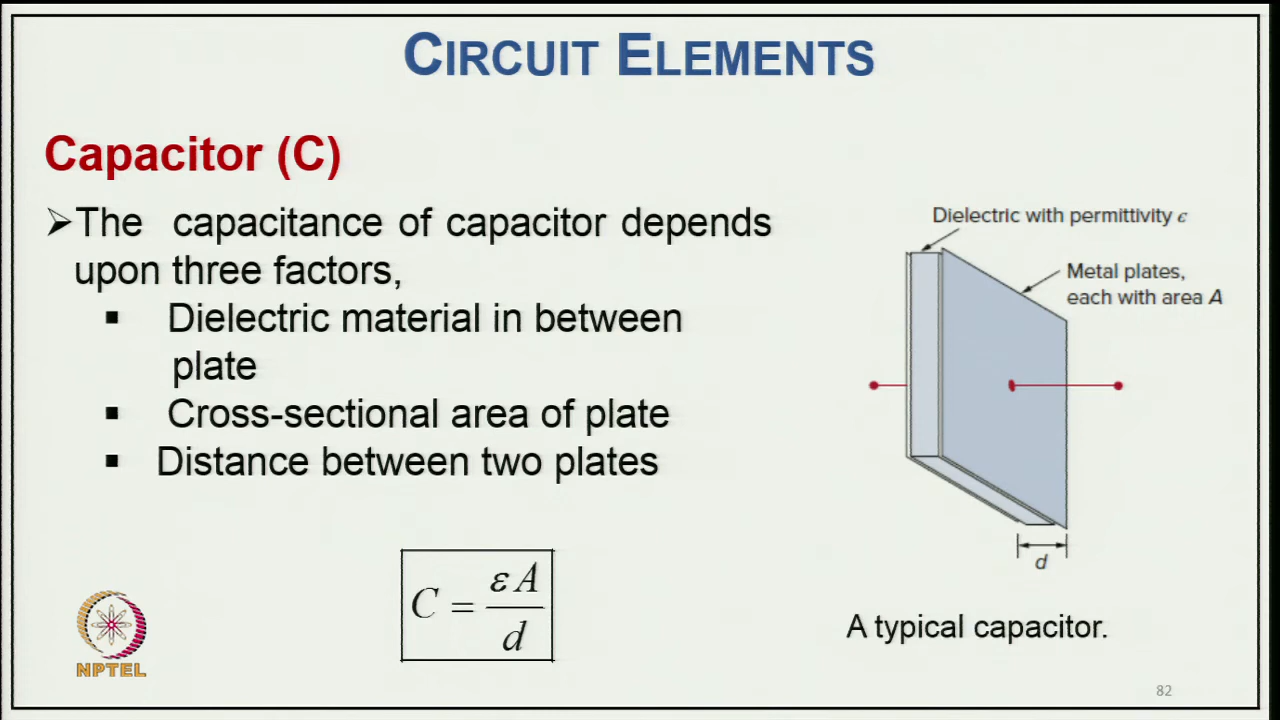 CIRCUIT ELEMENTS
Capacitor (C)
➢The capacitance of capacitor depends
upon three factors,
▪ Dielectric material in between
plate
▪ Cross-sectional area of plate
▪ Distance between two plates
C = εA/d
Dielectric with permittivity ϵ
Metal plates,
each with area A
d
A typical capacitor.
NPTEL
82